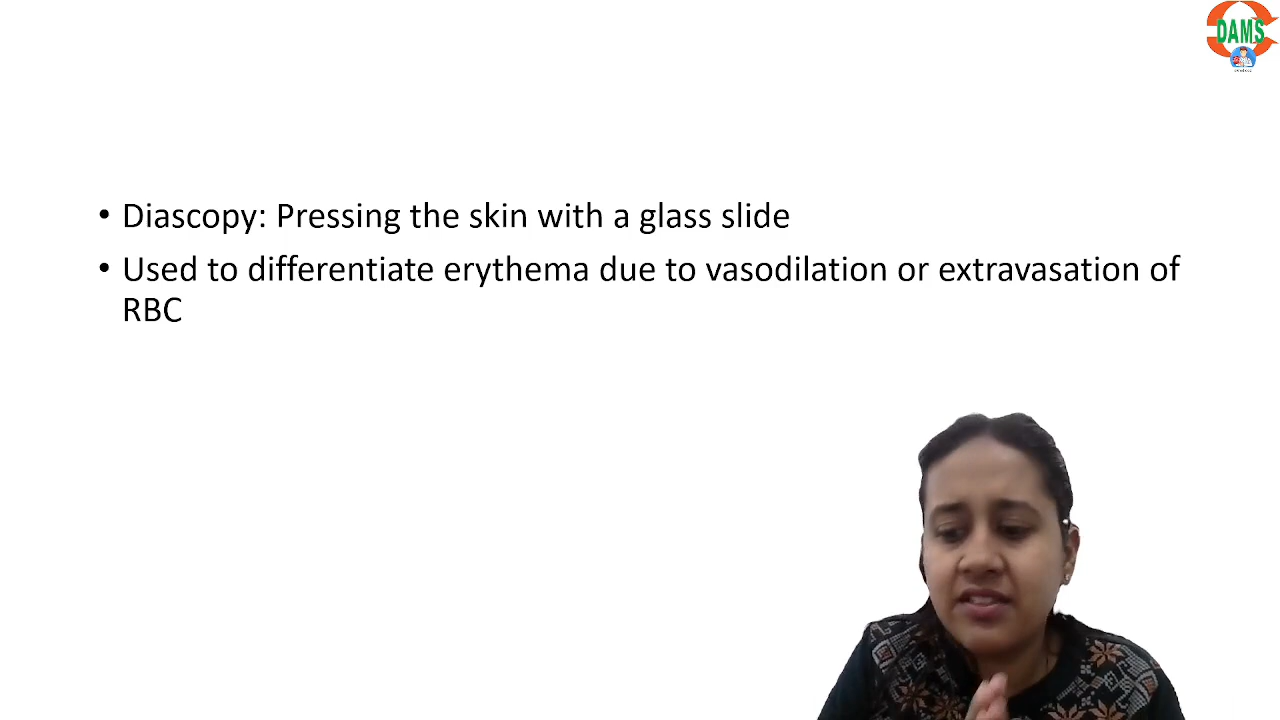 DAMS
• Diascopy: Pressing the skin with a glass slide
• Used to differentiate erythema due to vasodilation or extravasation of
RBC